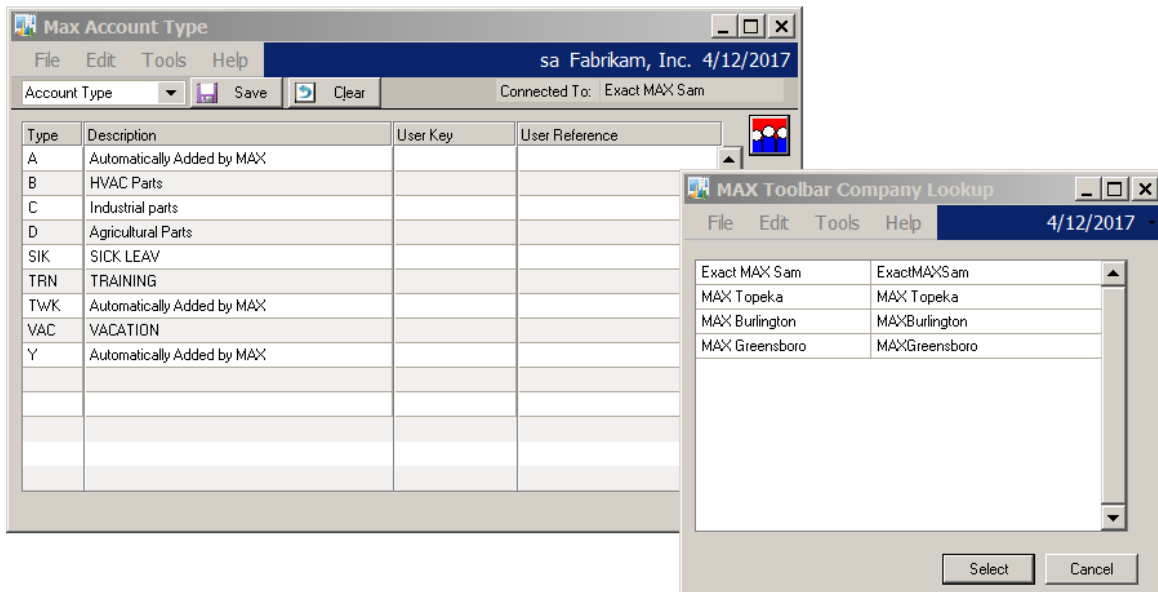 Max Account Type
File Edit Tools Help sa Fabrikam, Inc. 4/12/2017
Account Type Save Clear Connected To: Exact MAX Sam
Type Description User Key User Reference
A Automatically Added by MAX
B HVAC Parts
C Industrial parts
D Agricultural Parts
SIK SICK LEAV
TRN TRAINING
TWK Automatically Added by MAX
VAC VACATION
Y Automatically Added by MAX
MAX Toolbar Company Lookup
File Edit Tools Help 4/12/2017
Exact MAX Sam ExactMAXSam
MAX Topeka MAX Topeka
MAX Burlington MAXBurlington
MAX Greensboro MAXGreensboro
Select Cancel